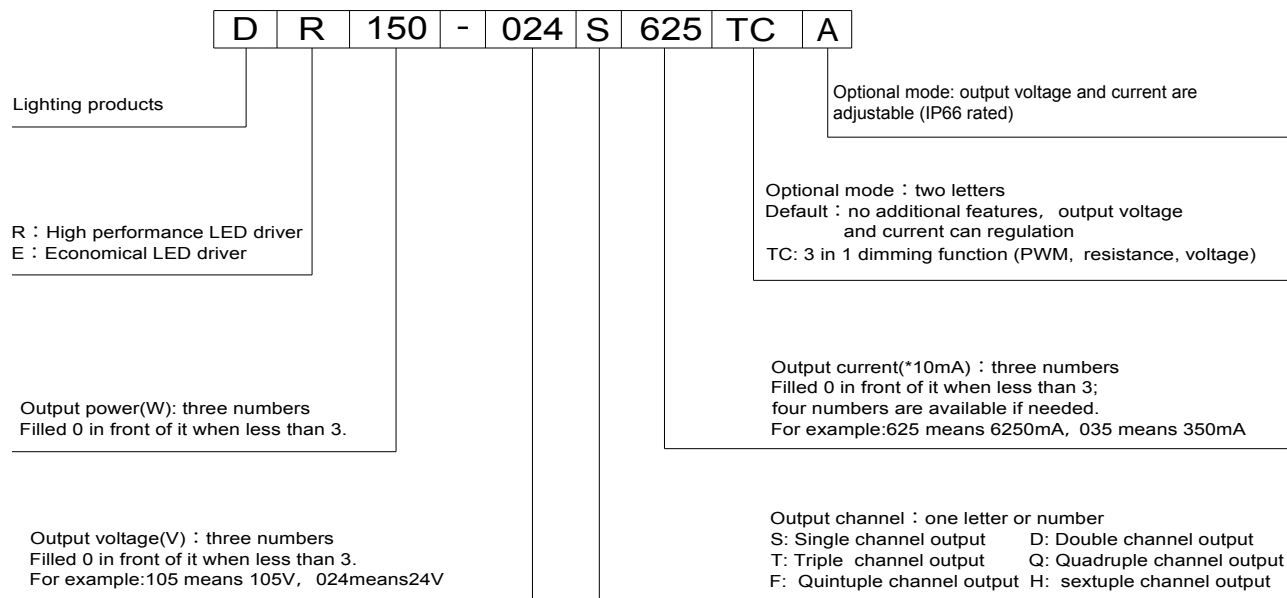 D R 150 - 024 S 625 TC A
Lighting products
Optional mode: output voltage and current are
adjustable (IP66 rated)
R：High performance LED driver
E：Economical LED driver
Optional mode：two letters
Default：no additional features, output voltage
and current can regulation
TC: 3 in 1 dimming function (PWM, resistance, voltage)
Output power(W): three numbers
Filled 0 in front of it when less than 3.
Output current(*10mA)：three numbers
Filled 0 in front of it when less than 3;
four numbers are available if needed.
For example:625 means 6250mA, 035 means 350mA
Output voltage(V)：three numbers
Filled 0 in front of it when less than 3.
For example:105 means 105V, 024means24V
Output channel：one letter or number
S: Single channel output D: Double channel output
T: Triple channel output Q: Quadruple channel output
F: Quintuple channel output H: sextuple channel output